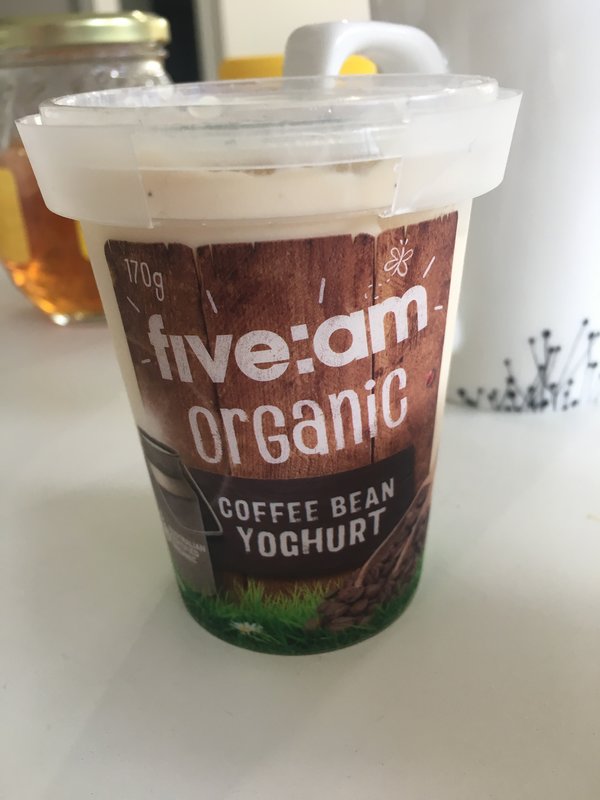 170g
five:am
organic
COFFEE BEAN
YOGHURT